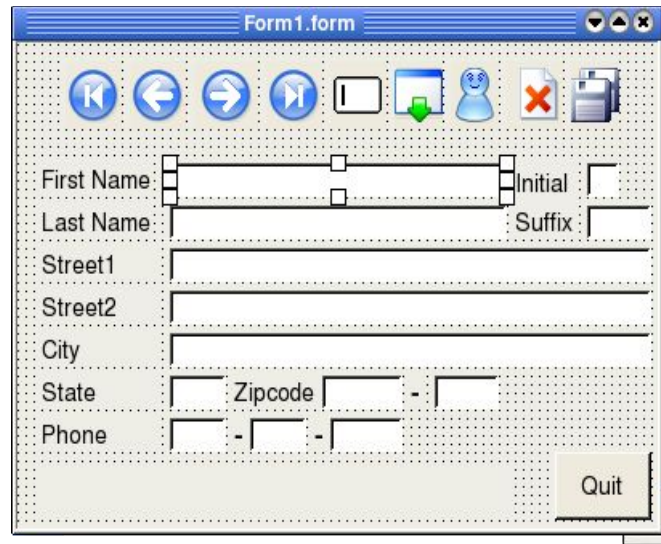 Form1.form
First Name Initial
Last Name Suffix
Street1
Street2
City
State Zipcode -
Phone - -
Quit